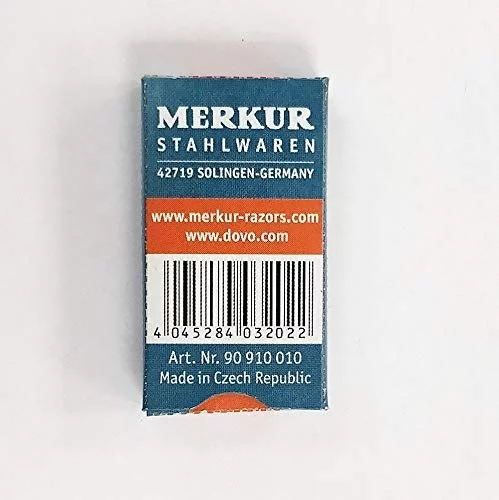 MERKUR
STAHLWAREN
42719 SOLINGEN-GERMANY
www.merkur-razors.com
www.dovo.com
4 045284 032022
Art. Nr. 90 910 010
Made in Czech Republic